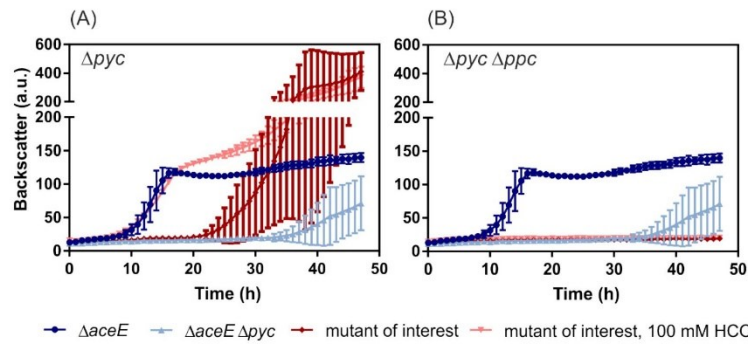 (A)
(B)
Δpyc
Δpyc Δppc
Backscatter (a.u.)
600
400
200
150
100
50
0
600
400
200
150
100
50
0
0 10 20 30 40 50
0 10 20 30 40 50
Time (h)
Time (h)
ΔaceE ΔaceE Δpyc mutant of interest mutant of interest, 100 mM HCO